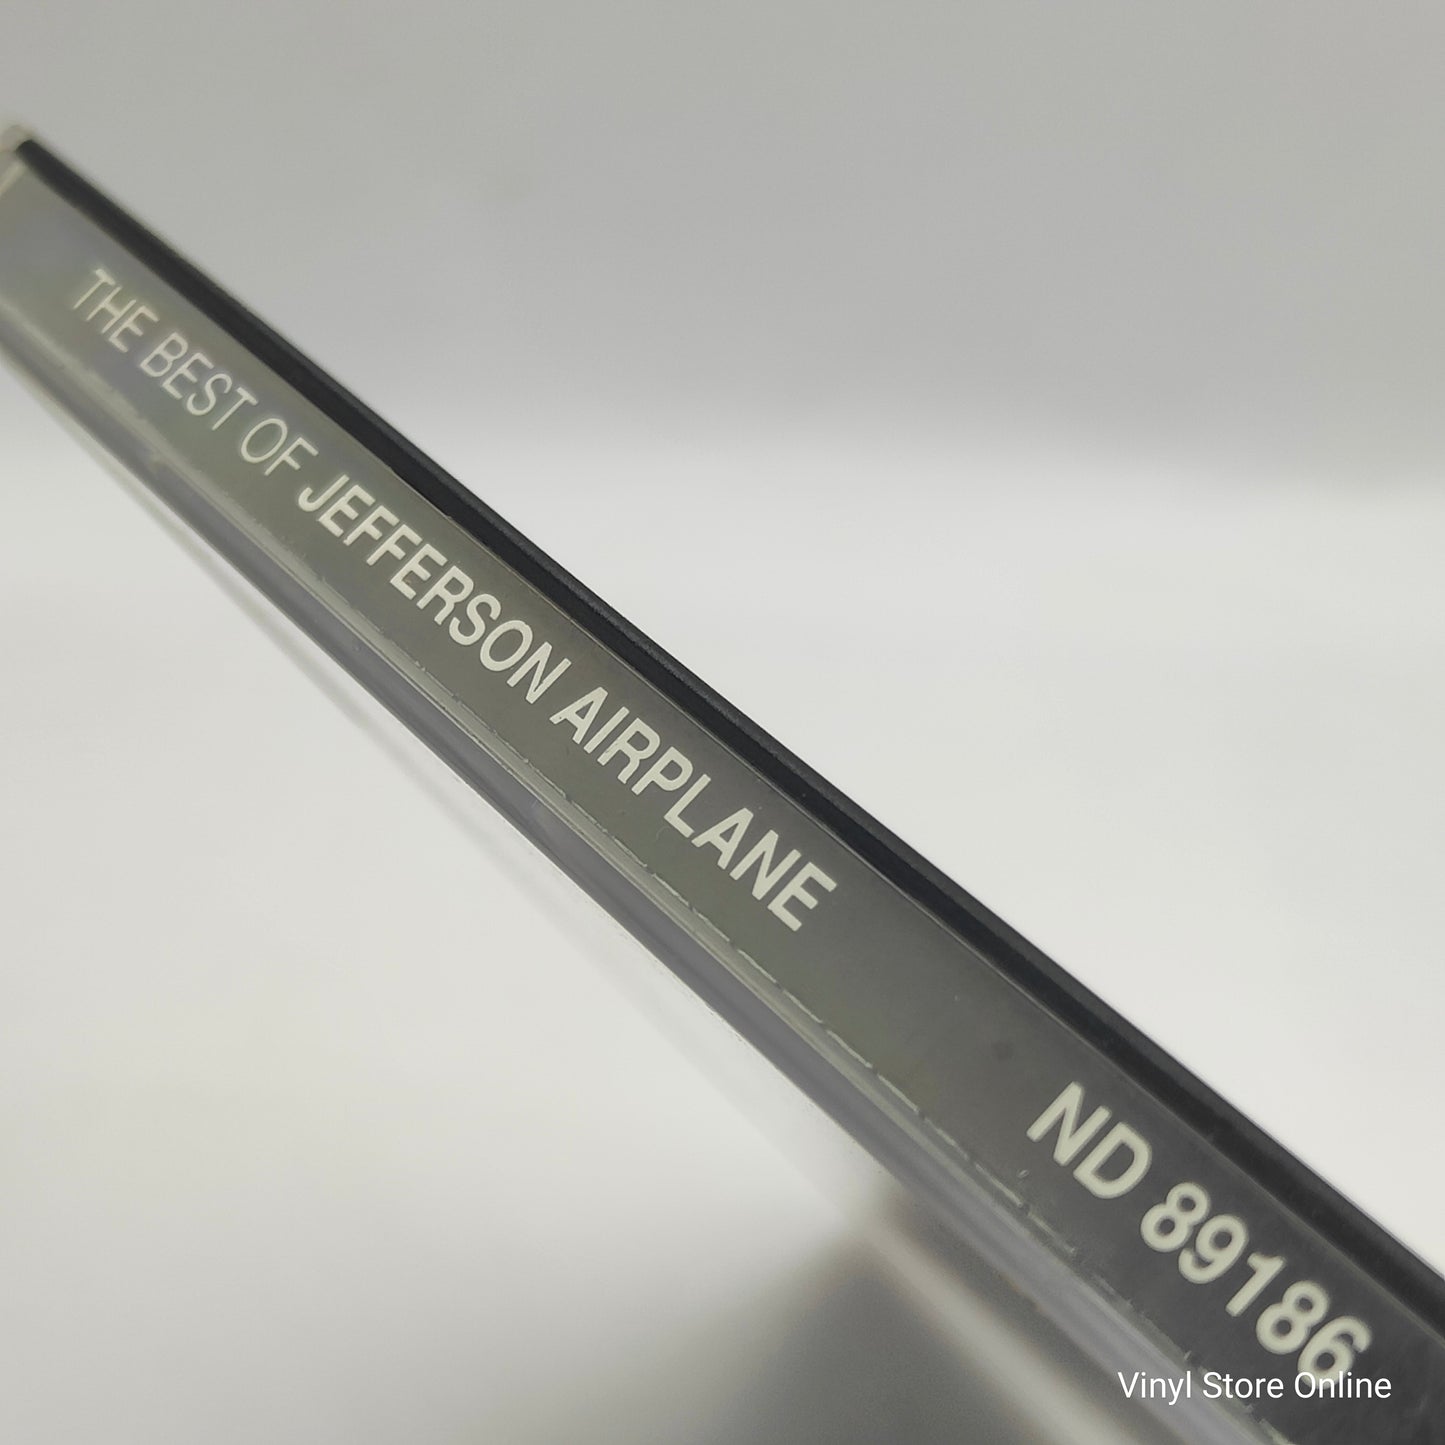 THE BEST OF JEFFERSON AIRPLANE
ND 89186
Vinyl Store Online